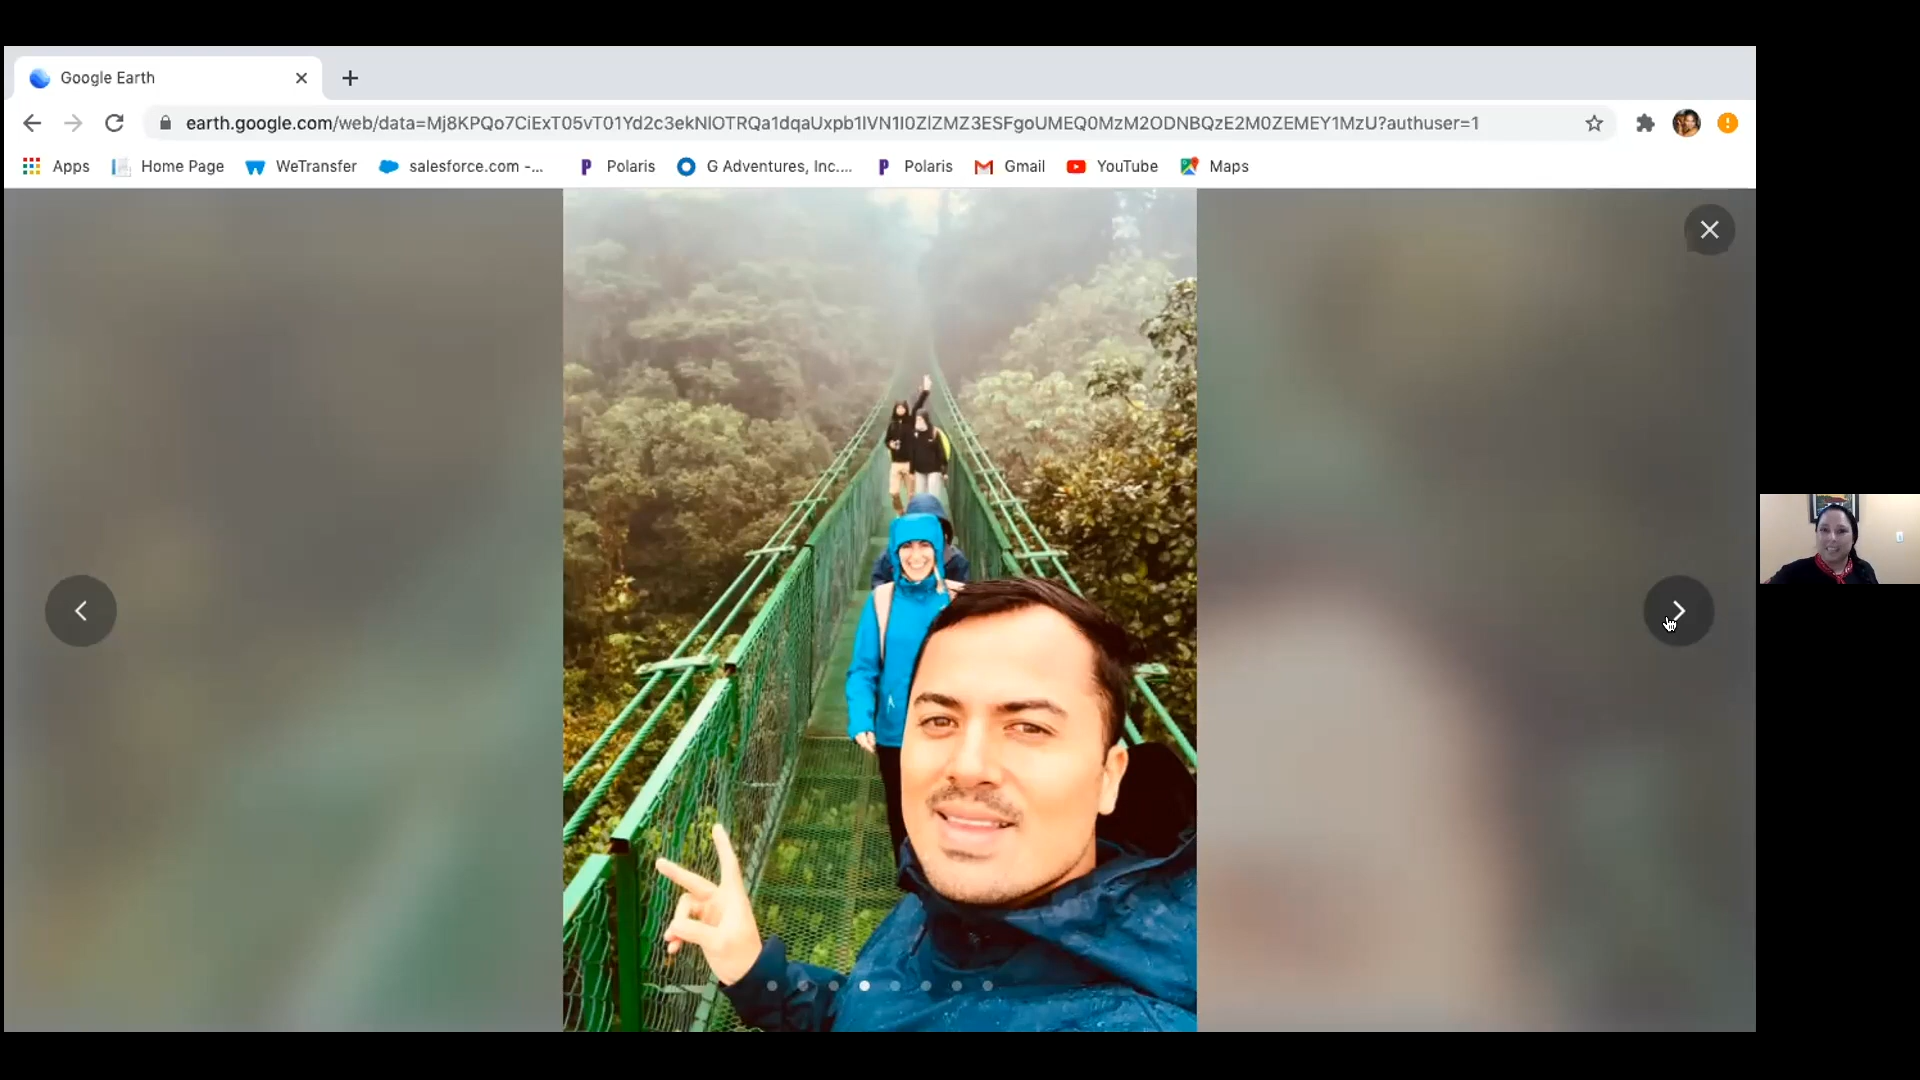 Google Earth
earth.google.com/web/data=Mj8KPQo7CiExT05vT01Yd2c3ekNlOTRQa1dqaUxpb1lVN1I0ZlZMZ3ESFgoUMEQ0MzM2ODNBQzE2M0ZEMEY1MzU?authuser=1
Apps Home Page WeTransfer salesforce.com -... Polaris G Adventures, Inc.... Polaris Gmail YouTube Maps